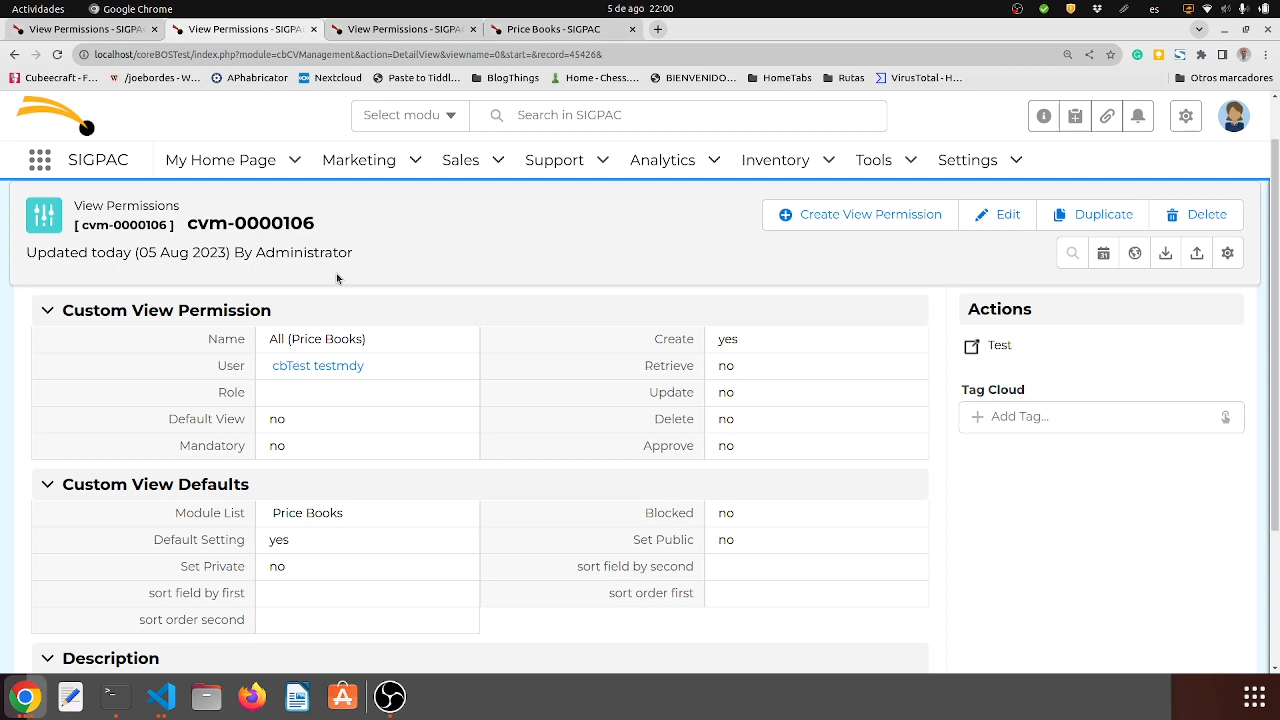 Actividades Google Chrome 5 de ago 22:00 es
View Permissions - SIGPAC × View Permissions - SIGPAC × View Permissions - SIGPAC × Price Books - SIGPAC ×
localhost/coreBOSTest/index.php?module=cbCVManagement&action=DetailView&viewname=0&start=&record=45426&
Cubecraft - F... /joebordes - W... APhabricator Nextcloud Paste to Tiddl... BlogThings Home - Chess.... BIENVENIDO... HomeTabs Rutas VirusTotal - H... Otros marcadores
Select modu Search in SIGPAC
SIGPAC My Home Page Marketing Sales Support Analytics Inventory Tools Settings
View Permissions
[ cvm-0000106 ] cvm-0000106
Create View Permission Edit Duplicate Delete
Updated today (05 Aug 2023) By Administrator
31
Custom View Permission
Name All (Price Books) Create yes
User cbTest testmdy Retrieve no
Role Update no
Default View no Delete no
Mandatory no Approve no
Custom View Defaults
Module List Price Books Blocked no
Default Setting yes Set Public no
Set Private no sort field by second
sort field by first sort order first
sort order second
Description
Actions
Test
Tag Cloud
Add Tag...